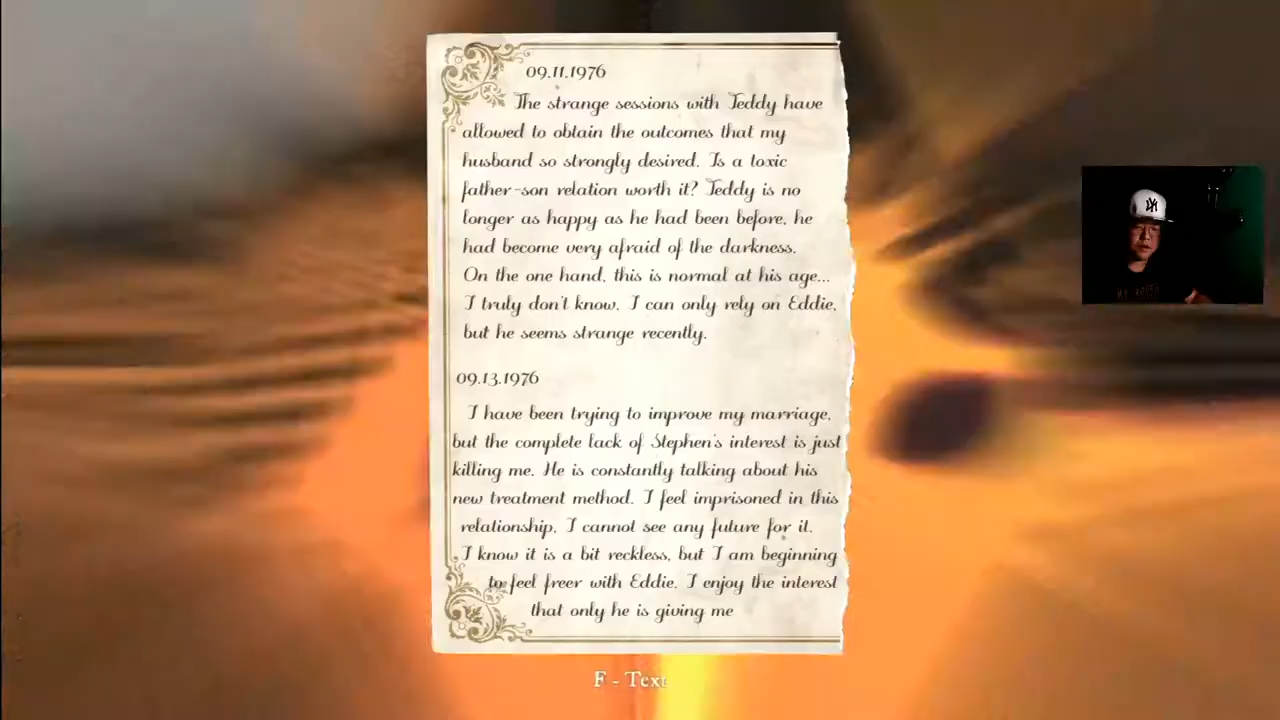 09.11.1976
The strange sessions with Teddy have
allowed to obtain the outcomes that my
husband so strongly desired. Is a toxic
father-son relation worth it? Teddy is no
longer as happy as he had been before, he
had become very afraid of the darkness.
On the one hand, this is normal at his age...
I truly don't know. I can only rely on Eddie,
but he seems strange recently.
09.13.1976
I have been trying to improve my marriage,
but the complete lack of Stephen's interest is just
killing me. He is constantly talking about his
new treatment method. I feel imprisoned in this
relationship, I cannot see any future for it.
I know it is a bit reckless, but I am beginning
to feel freer with Eddie. I enjoy the interest
that only he is giving me
F - Text